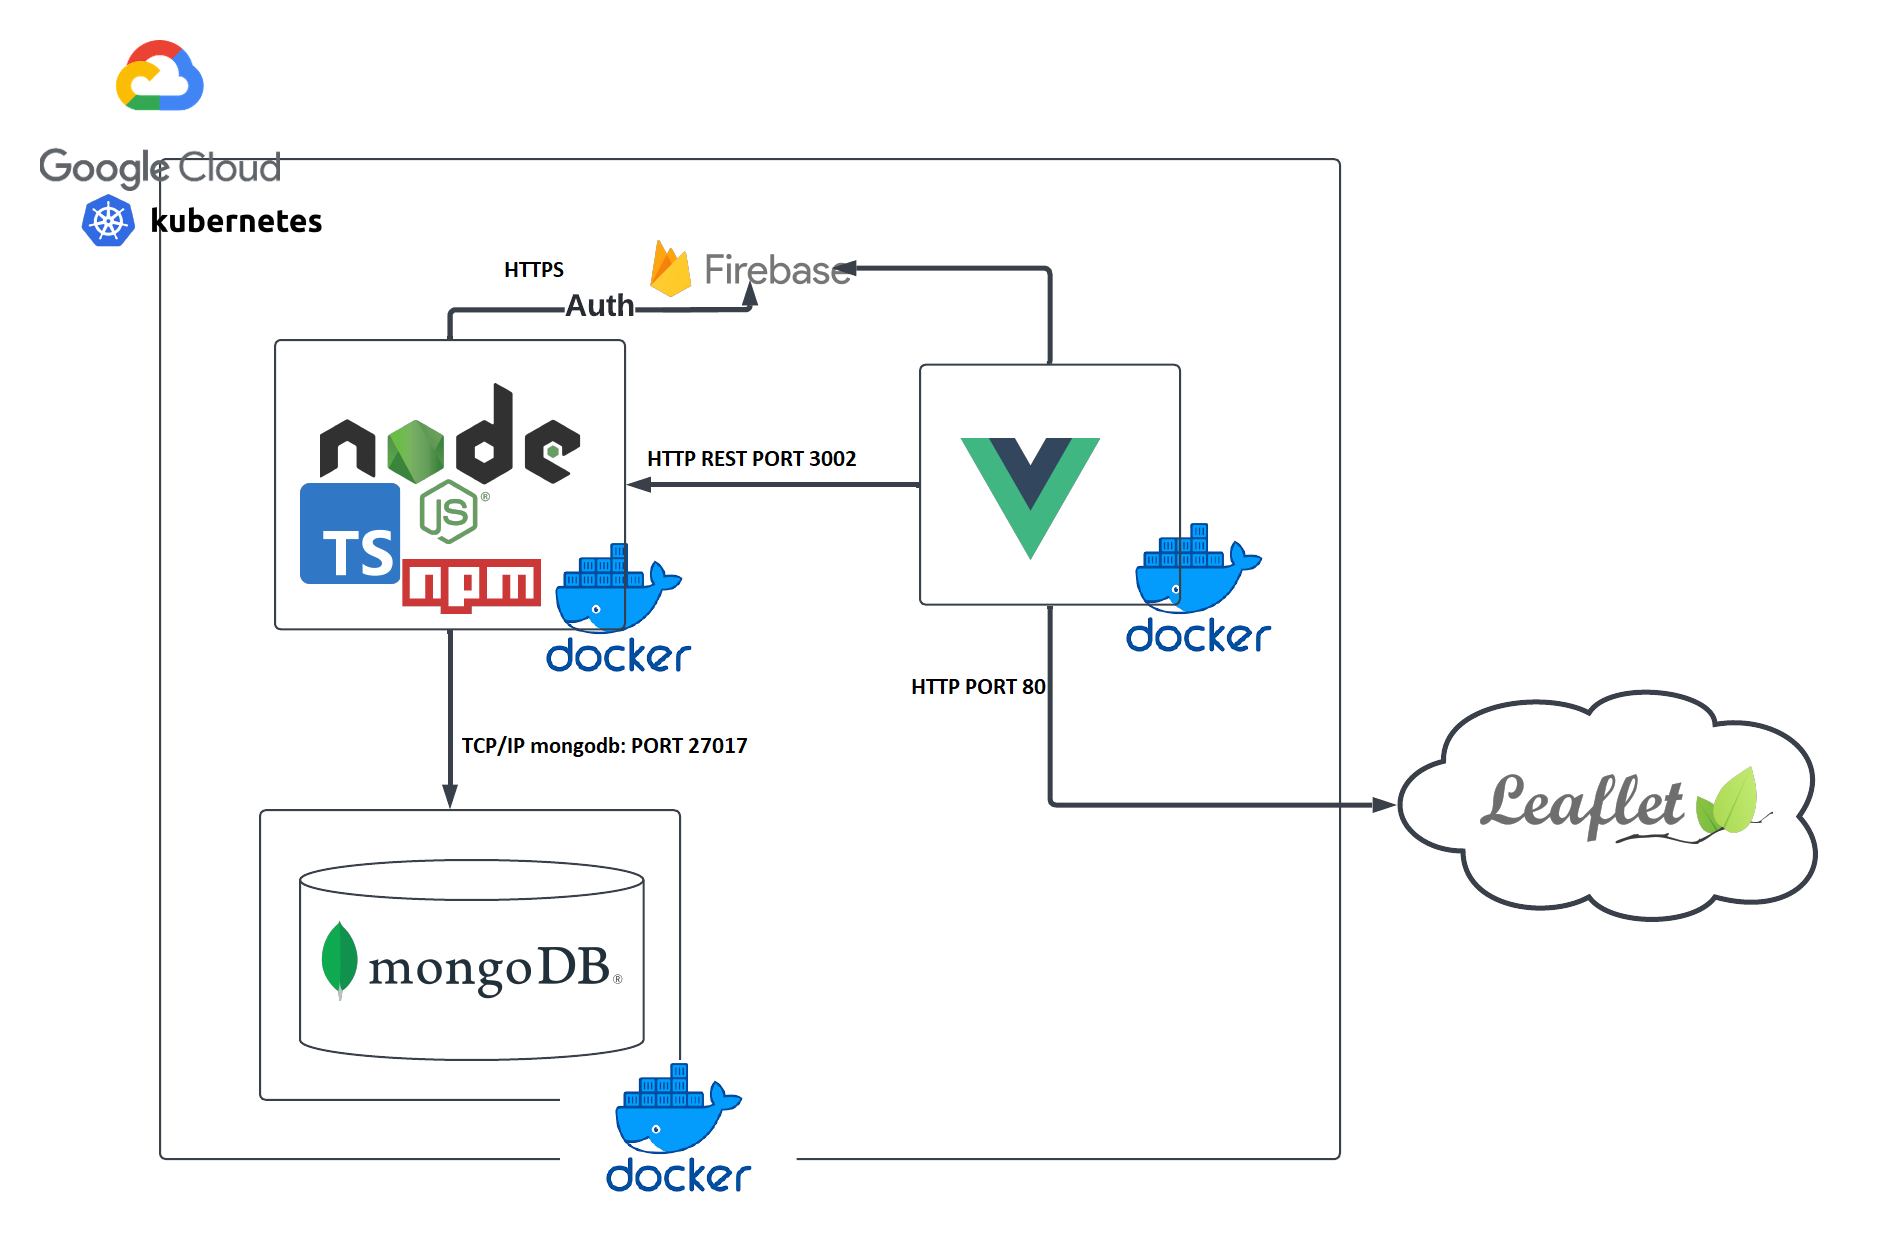 Google Cloud
kubernetes
HTTPS
Firebase
Auth
node
JS®
TS
npm
docker
HTTP REST PORT 3002
docker
HTTP PORT 80
TCP/IP mongodb: PORT 27017
Leaflet
mongoDB®
docker